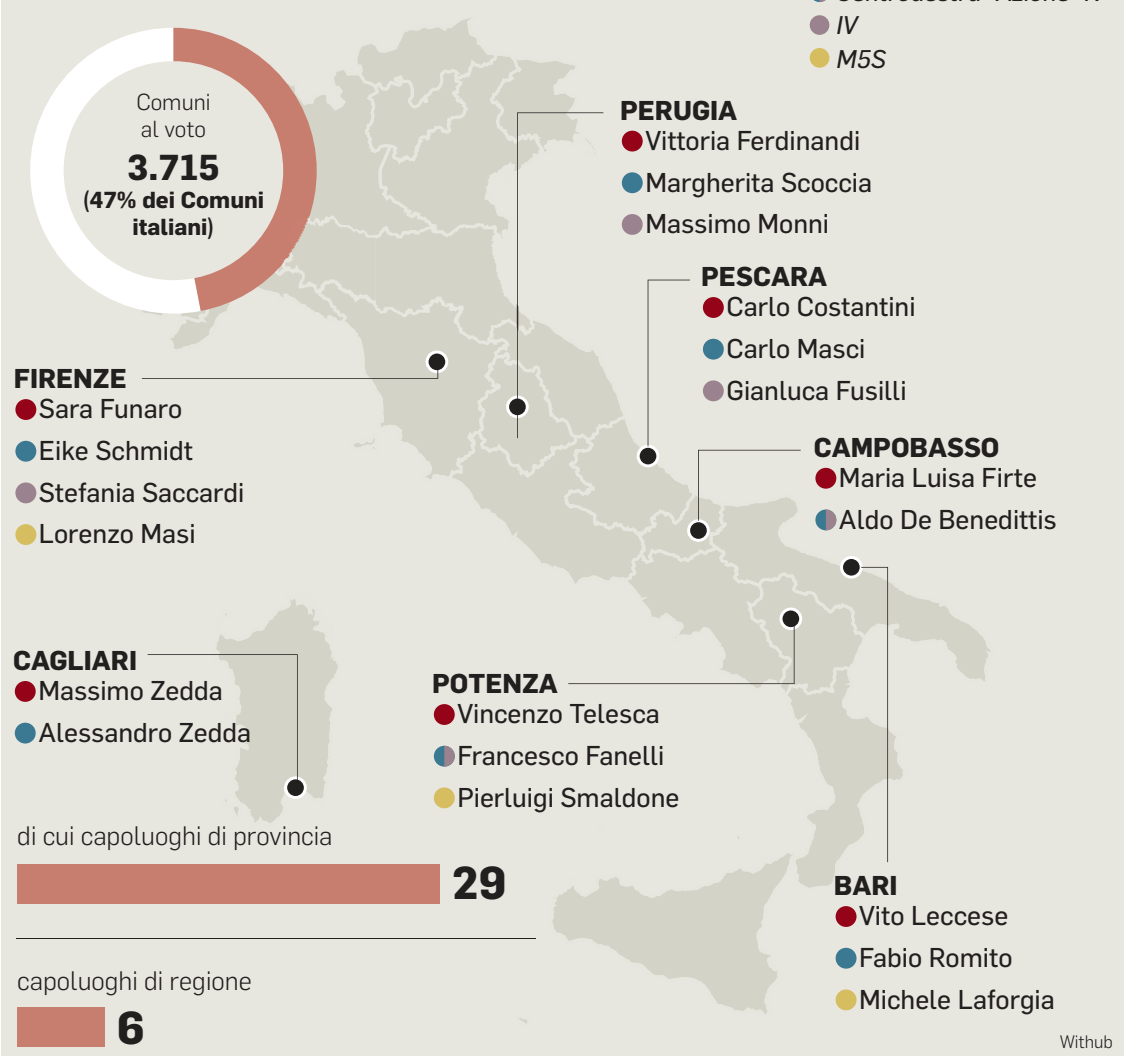 IV
M5S
Comuni
al voto
3.715
(47% dei Comuni
italiani)
PERUGIA
Vittoria Ferdinandi
Margherita Scoccia
Massimo Monni
PESCARA
Carlo Costantini
Carlo Masci
Gianluca Fusilli
FIRENZE
Sara Funaro
Eike Schmidt
Stefania Saccardi
Lorenzo Masi
CAMPOBASSO
Maria Luisa Firte
Aldo De Benedittis
CAGLIARI
Massimo Zedda
Alessandro Zedda
POTENZA
Vincenzo Telesca
Francesco Fanelli
Pierluigi Smaldone
di cui capoluoghi di provincia
29
capoluoghi di regione
6
BARI
Vito Leccese
Fabio Romito
Michele Laforgia
Withub